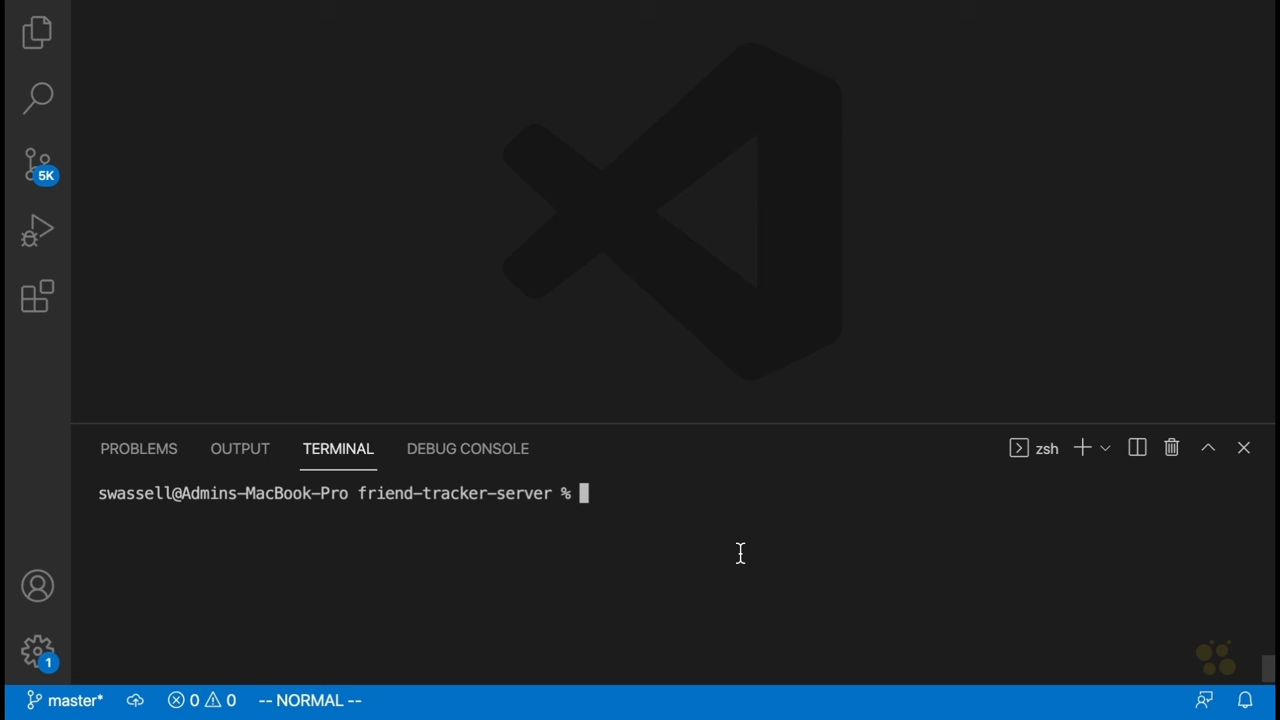 5K
PROBLEMS OUTPUT TERMINAL DEBUG CONSOLE zsh
swassell@Admins-MacBook-Pro friend-tracker-server %
1
master* 0 0 -- NORMAL --